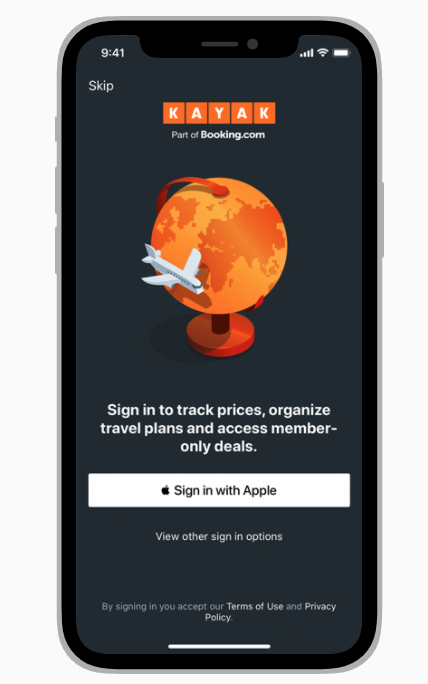 9:41
Skip
KAYAK
Part of Booking.com
Sign in to track prices, organize
travel plans and access member-
only deals.
Sign in with Apple
View other sign in options
By signing in you accept our Terms of Use and Privacy
Policy.